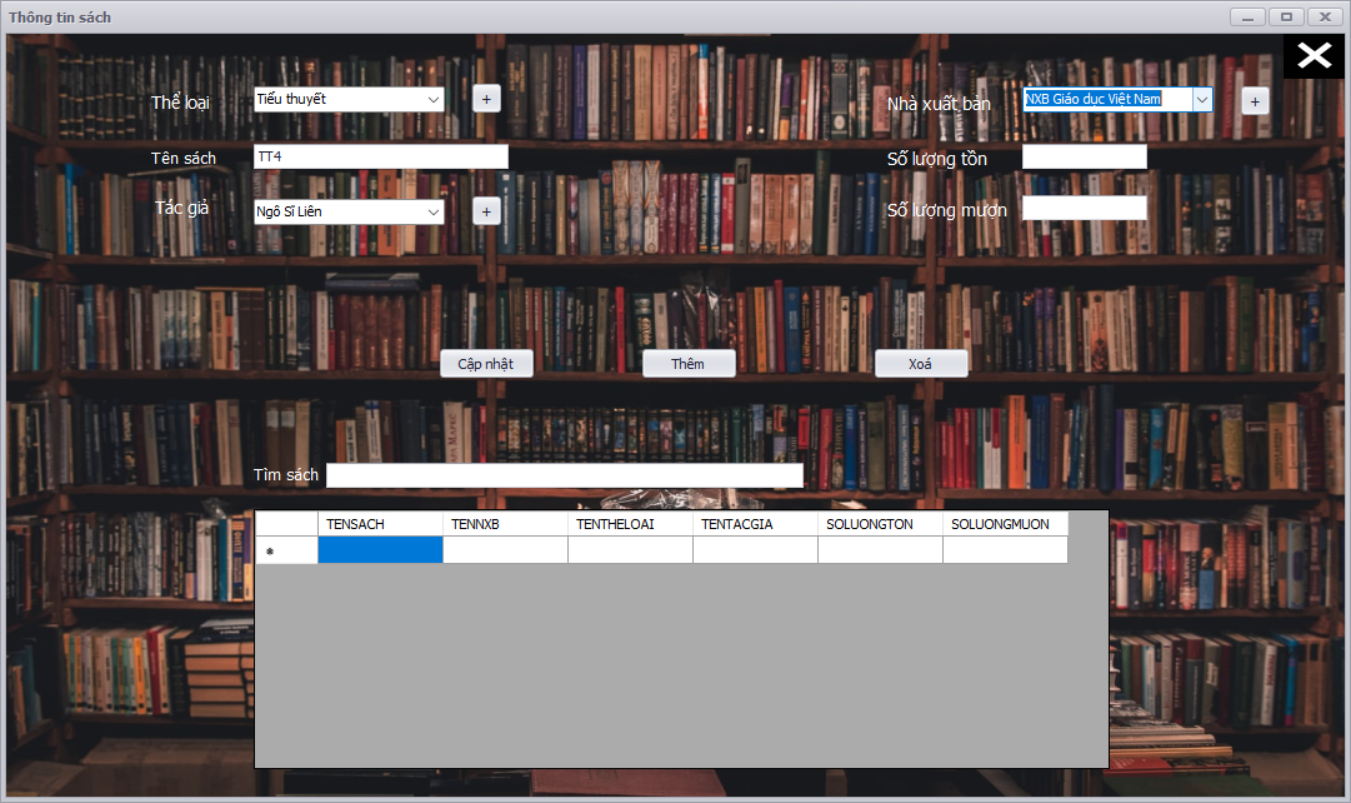 Thông tin sách
Thể loại
Tiểu thuyết
+
Nhà xuất bản
NXB Giáo dục Việt Nam
+
Tên sách
TT4
Số lượng tồn
Tác giả
Ngô Sĩ Liên
+
Số lượng mượn
Cập nhật
Thêm
Xoá
Tìm sách
TENSACH TENNXB TENTHELOAI TENTACGIA SOLUONGTON SOLUONGMUON